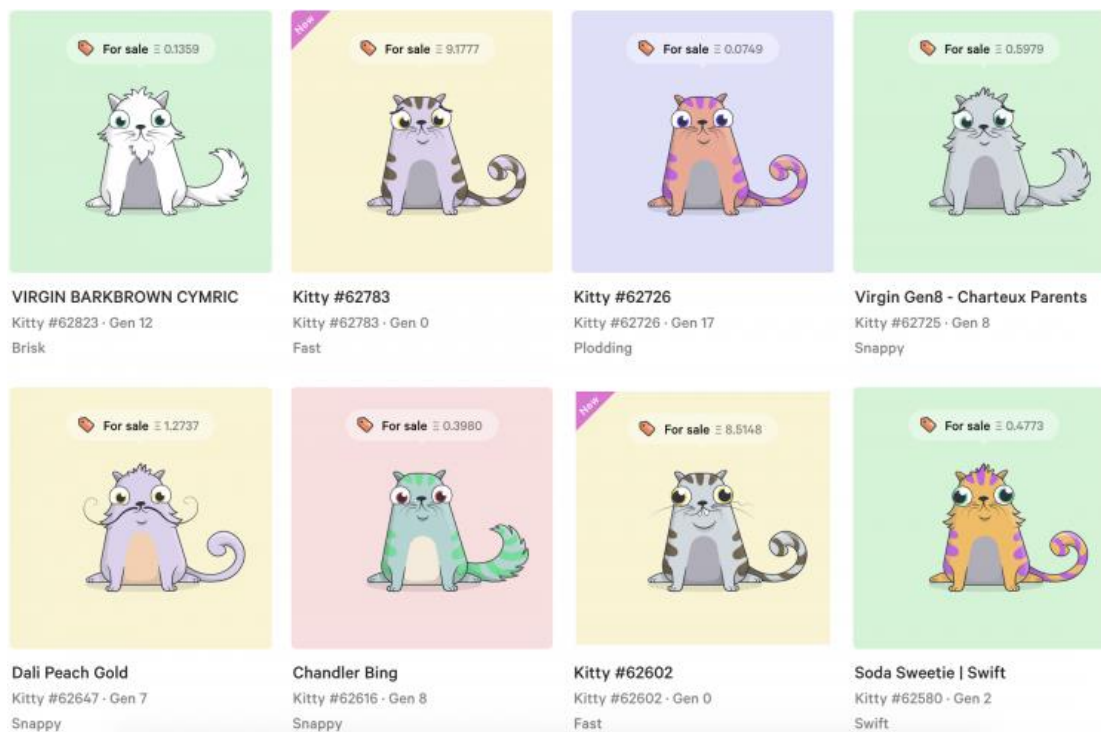 For sale Ξ 0.1359
New
For sale Ξ 9.1777
For sale Ξ 0.0749
For sale Ξ 0.5979
VIRGIN BARKBROWN CYMRIC
Kitty #62823 · Gen 12
Brisk
Kitty #62783
Kitty #62783 · Gen 0
Fast
Kitty #62726
Kitty #62726 · Gen 17
Plodding
Virgin Gen8 - Charteux Parents
Kitty #62725 · Gen 8
Snappy
For sale Ξ 1.2737
For sale Ξ 0.3980
New
For sale Ξ 8.5148
For sale Ξ 0.4773
Dali Peach Gold
Kitty #62647 · Gen 7
Snappy
Chandler Bing
Kitty #62616 · Gen 8
Snappy
Kitty #62602
Kitty #62602 · Gen 0
Fast
Soda Sweetie | Swift
Kitty #62580 · Gen 2
Swift